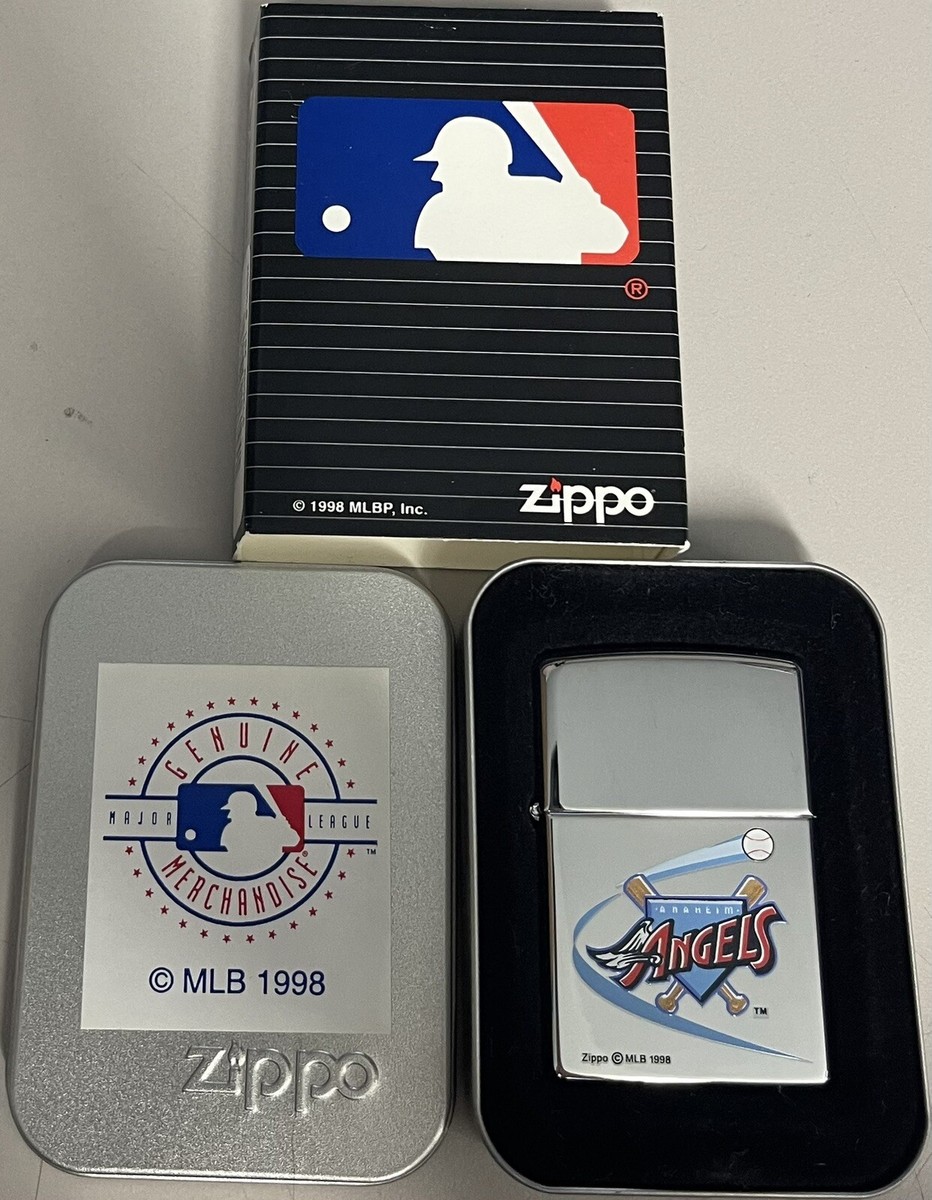 ®
© 1998 MLBP, Inc.
zippo
GENUINE
MAJOR LEAGUE
™
MERCHANDISE®
© MLB 1998
zippo
ANAHEIM
ANGELS
™
Zippo © MLB 1998